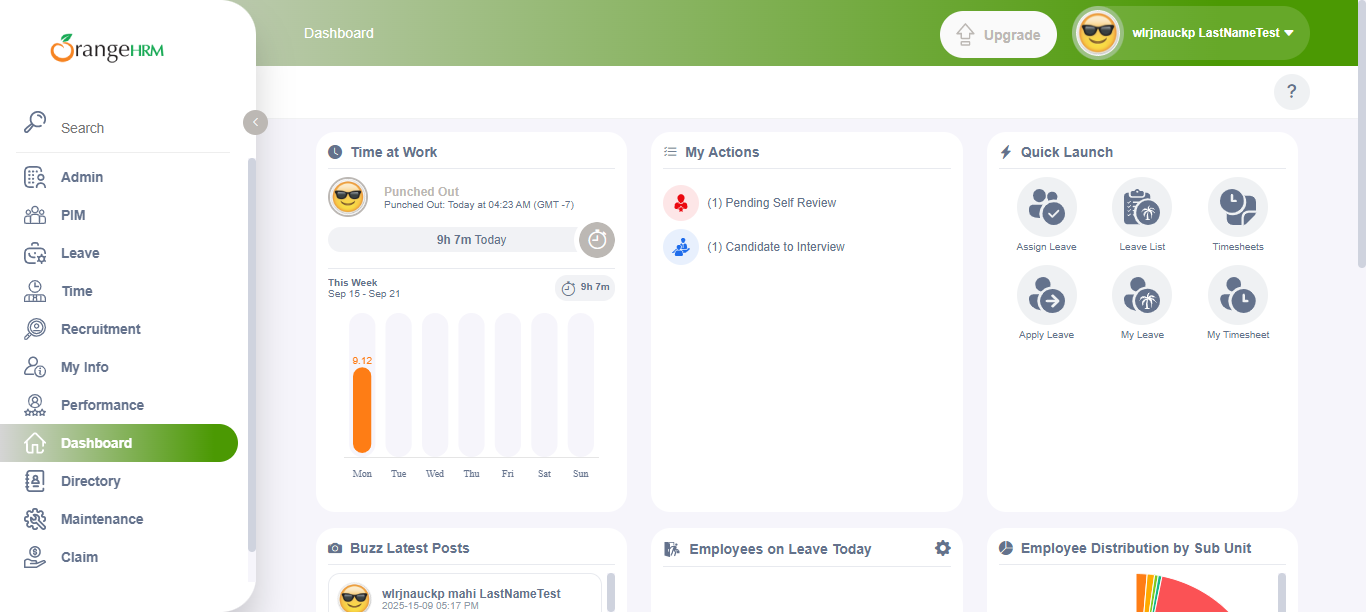 OrangeHRM
Search
Admin
PIM
Leave
Time
Recruitment
My Info
Performance
Dashboard
Directory
Maintenance
Claim
Dashboard
Upgrade
wlrjnauckp LastNameTest
?
Time at Work
Punched Out
Punched Out: Today at 04:23 AM (GMT -7)
9h 7m Today
This Week
Sep 15 - Sep 21
9h 7m
9.12
Mon Tue Wed Thu Fri Sat Sun
My Actions
(1) Pending Self Review
(1) Candidate to Interview
Quick Launch
Assign Leave
Leave List
Timesheets
Apply Leave
My Leave
My Timesheet
Buzz Latest Posts
wlrjnauckp mahi LastNameTest
2025-15-09 05:17 PM
Employees on Leave Today
Employee Distribution by Sub Unit